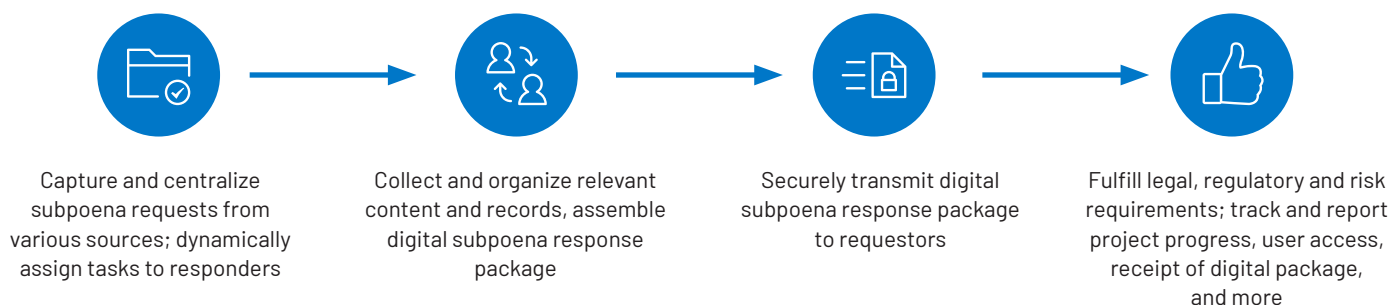 Capture and centralize
subpoena requests from
various sources; dynamically
assign tasks to responders
Collect and organize relevant
content and records, assemble
digital subpoena response
package
Securely transmit digital
subpoena response package
to requestors
Fulfill legal, regulatory and risk
requirements; track and report
project progress, user access,
receipt of digital package,
and more